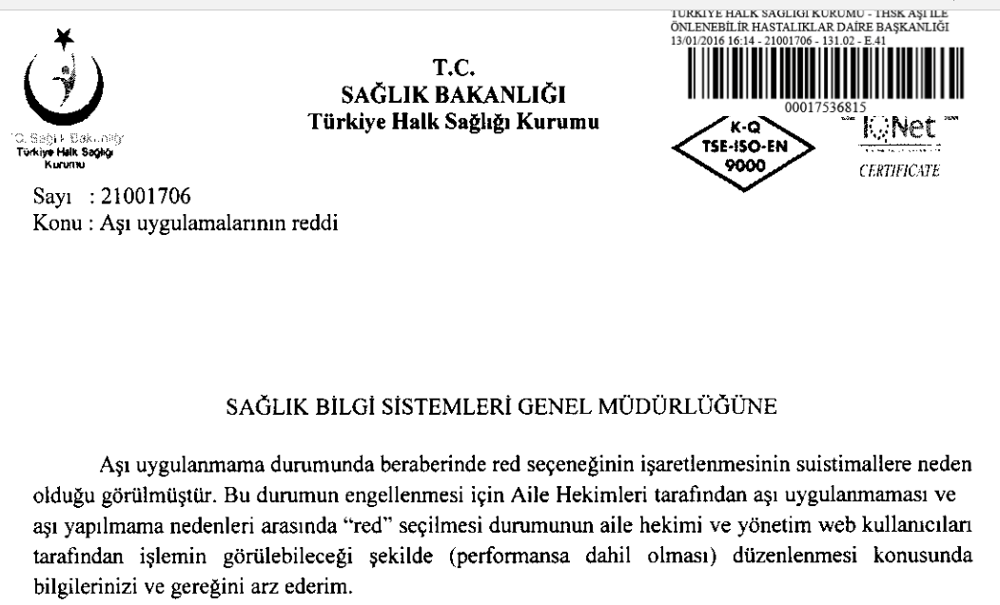 TÜRKİYE HALK SAĞLIĞI KURUMU - THSK AŞI İLE
ÖNLENEBİLİR HASTALIKLAR DAİRE BAŞKANLIĞI
13/01/2016 16:14 - 21001706 - 131.02 - E.41
00017536815
T.C.
SAĞLIK BAKANLIĞI
Türkiye Halk Sağlığı Kurumu
K-Q
TSE-ISO-EN
9000
IQNet
CERTIFICATE
T.C. Sağlık Bakanlığı
Türkiye Halk Sağlığı
Kurumu
Sayı : 21001706
Konu : Aşı uygulamalarının reddi
SAĞLIK BİLGİ SİSTEMLERİ GENEL MÜDÜRLÜĞÜNE
Aşı uygulanmama durumunda beraberinde red seçeneğinin işaretlenmesinin suistimallere neden
olduğu görülmüştür. Bu durumun engellenmesi için Aile Hekimleri tarafından aşı uygulanmaması ve
aşı yapılmama nedenleri arasında “red” seçilmesi durumunun aile hekimi ve yönetim web kullanıcıları
tarafından işlemin görülebileceği şekilde (performansa dahil olması) düzenlenmesi konusunda
bilgilerinizi ve gereğini arz ederim.